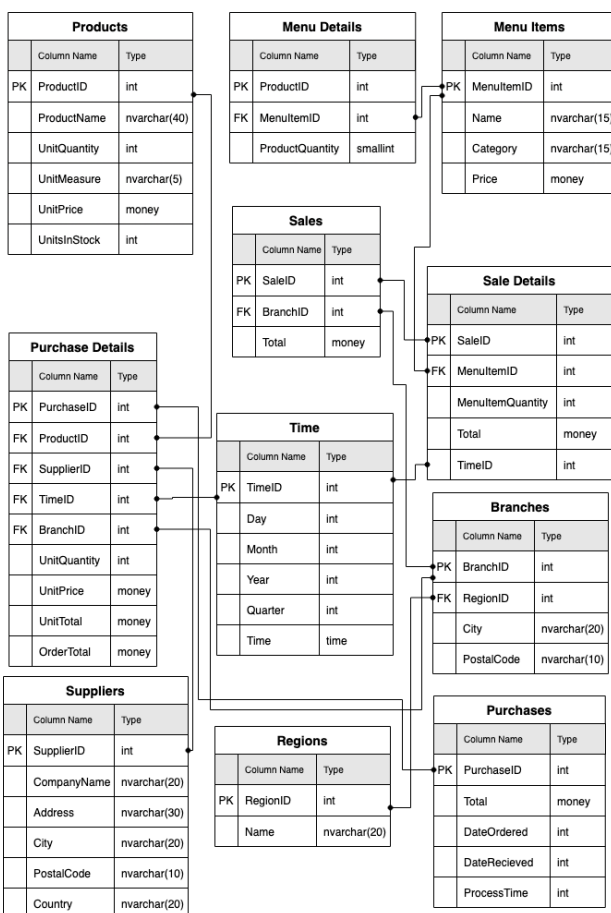 Products
Column Name Type
PK ProductID int
ProductName nvarchar(40)
UnitQuantity int
UnitMeasure nvarchar(5)
UnitPrice money
UnitsInStock int
Menu Details
Column Name Type
PK ProductID int
FK MenuItemID int
ProductQuantity smallint
Menu Items
Column Name Type
PK MenuItemID int
Name nvarchar(15)
Category nvarchar(15)
Price money
Sales
Column Name Type
PK SaleID int
FK BranchID int
Total money
Sale Details
Column Name Type
PK SaleID int
FK MenuItemID int
MenuItemQuantity int
Total money
TimeID int
Purchase Details
Column Name Type
PK PurchaseID int
FK ProductID int
FK SupplierID int
FK TimeID int
FK BranchID int
UnitQuantity int
UnitPrice money
UnitTotal money
OrderTotal money
Time
Column Name Type
PK TimeID int
Day int
Month int
Year int
Quarter int
Time time
Branches
Column Name Type
PK BranchID int
FK RegionID int
City nvarchar(20)
PostalCode nvarchar(10)
Suppliers
Column Name Type
PK SupplierID int
CompanyName nvarchar(20)
Address nvarchar(30)
City nvarchar(20)
PostalCode nvarchar(10)
Country nvarchar(20)
Regions
Column Name Type
PK RegionID int
Name nvarchar(20)
Purchases
Column Name Type
PK PurchaseID int
Total money
DateOrdered int
DateRecieved int
ProcessTime int